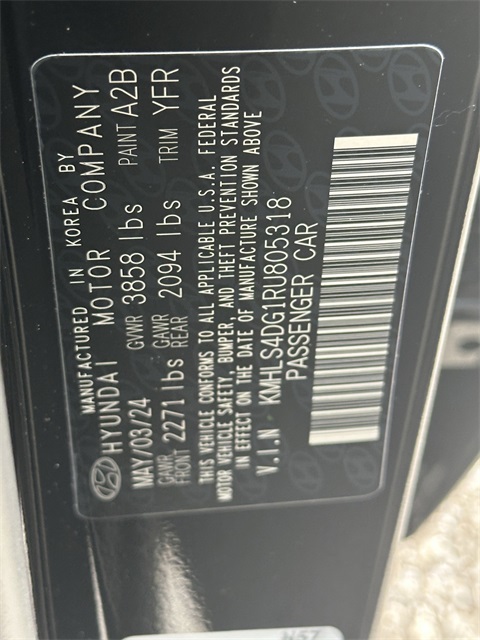 MANUFACTURED IN KOREA BY
HYUNDAI MOTOR COMPANY
MAY/03/24 GVWR 3858 lbs PAINT A2B
GAWR FRONT 2271 lbs GAWR REAR 2094 lbs TRIM YFR
THIS VEHICLE CONFORMS TO ALL APPLICABLE U.S.A. FEDERAL
MOTOR VEHICLE SAFETY, BUMPER, AND THEFT PREVENTION STANDARDS
IN EFFECT ON THE DATE OF MANUFACTURE SHOWN ABOVE
V.I.N KMHLS4DG1RU805318
PASSENGER CAR